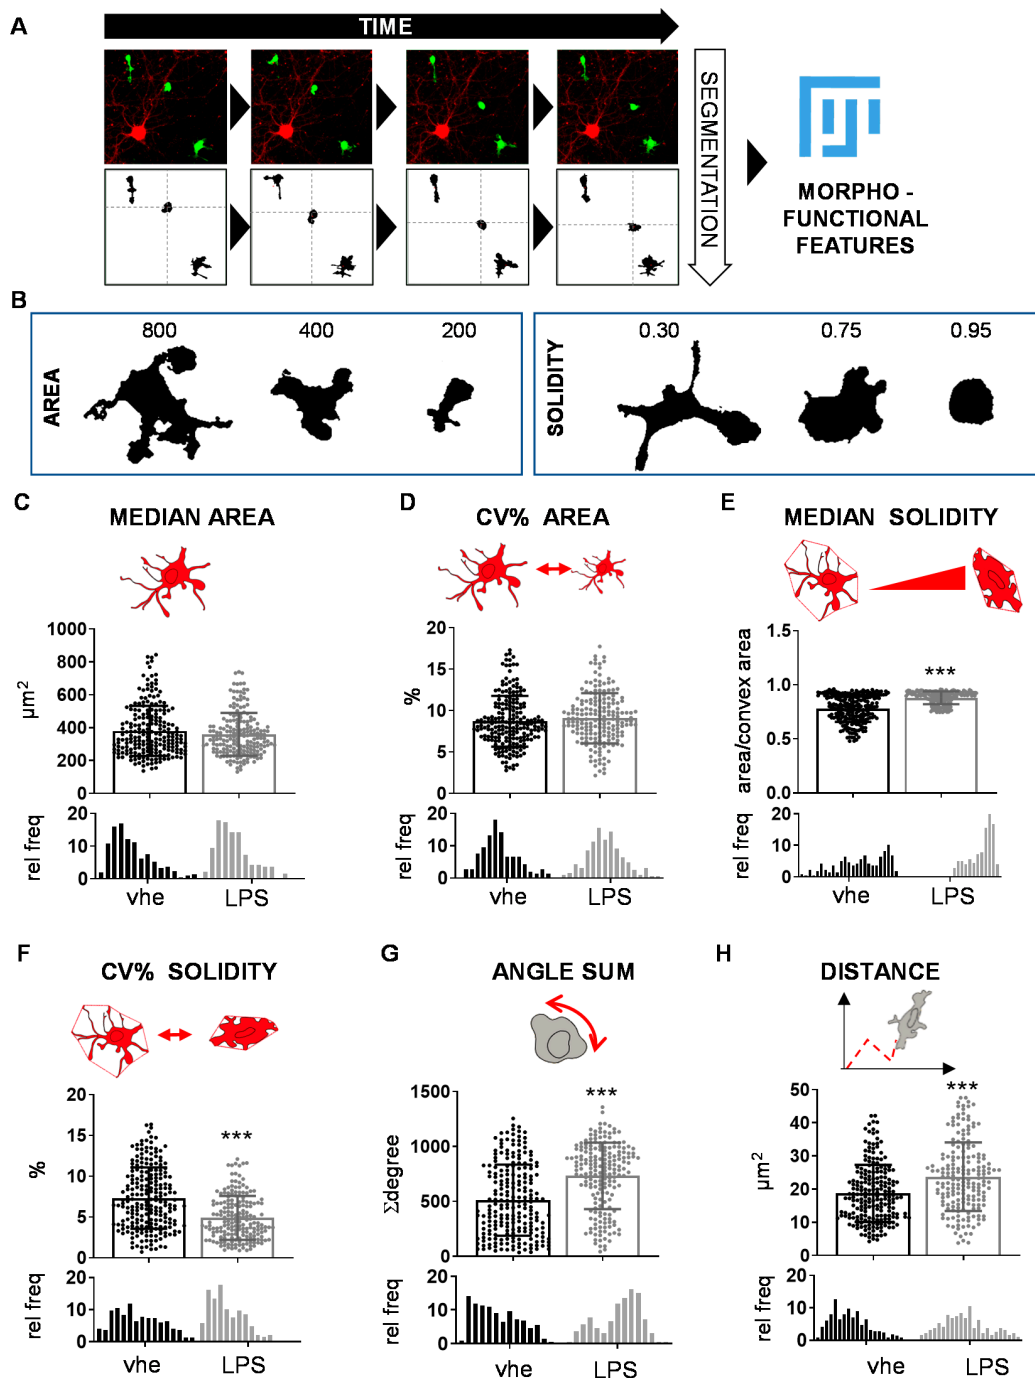 A
TIME
SEGMENTATION
MORPHO -
FUNCTIONAL
FEATURES
B
AREA
800 400 200
SOLIDITY
0.30 0.75 0.95
C
MEDIAN AREA
µm²
1000
800
600
400
200
0
rel freq
20
10
0
vhe LPS
D
CV% AREA
%
20
15
10
5
0
rel freq
20
10
0
vhe LPS
E
MEDIAN SOLIDITY
area/convex area
1.5
1.0
0.5
0.0
***
rel freq
20
10
0
vhe LPS
F
CV% SOLIDITY
%
20
15
10
5
0
***
rel freq
20
10
0
vhe LPS
G
ANGLE SUM
Σdegree
1500
1000
500
0
***
rel freq
20
10
0
vhe LPS
H
DISTANCE
µm²
50
40
30
20
10
0
***
rel freq
20
10
0
vhe LPS